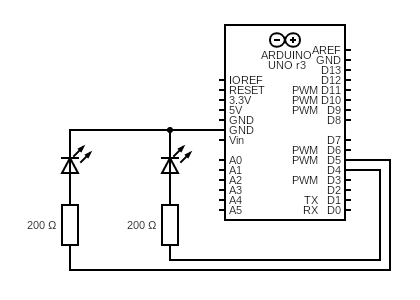 ARDUINO
UNO r3
AREF
GND
D13
IOREF D12
RESET PWM D11
3.3V PWM D10
5V PWM D9
GND D8
GND
Vin D7
PWM D6
A0 PWM D5
A1 D4
A2 PWM D3
A3 D2
A4 TX D1
A5 RX D0
200 Ω 200 Ω